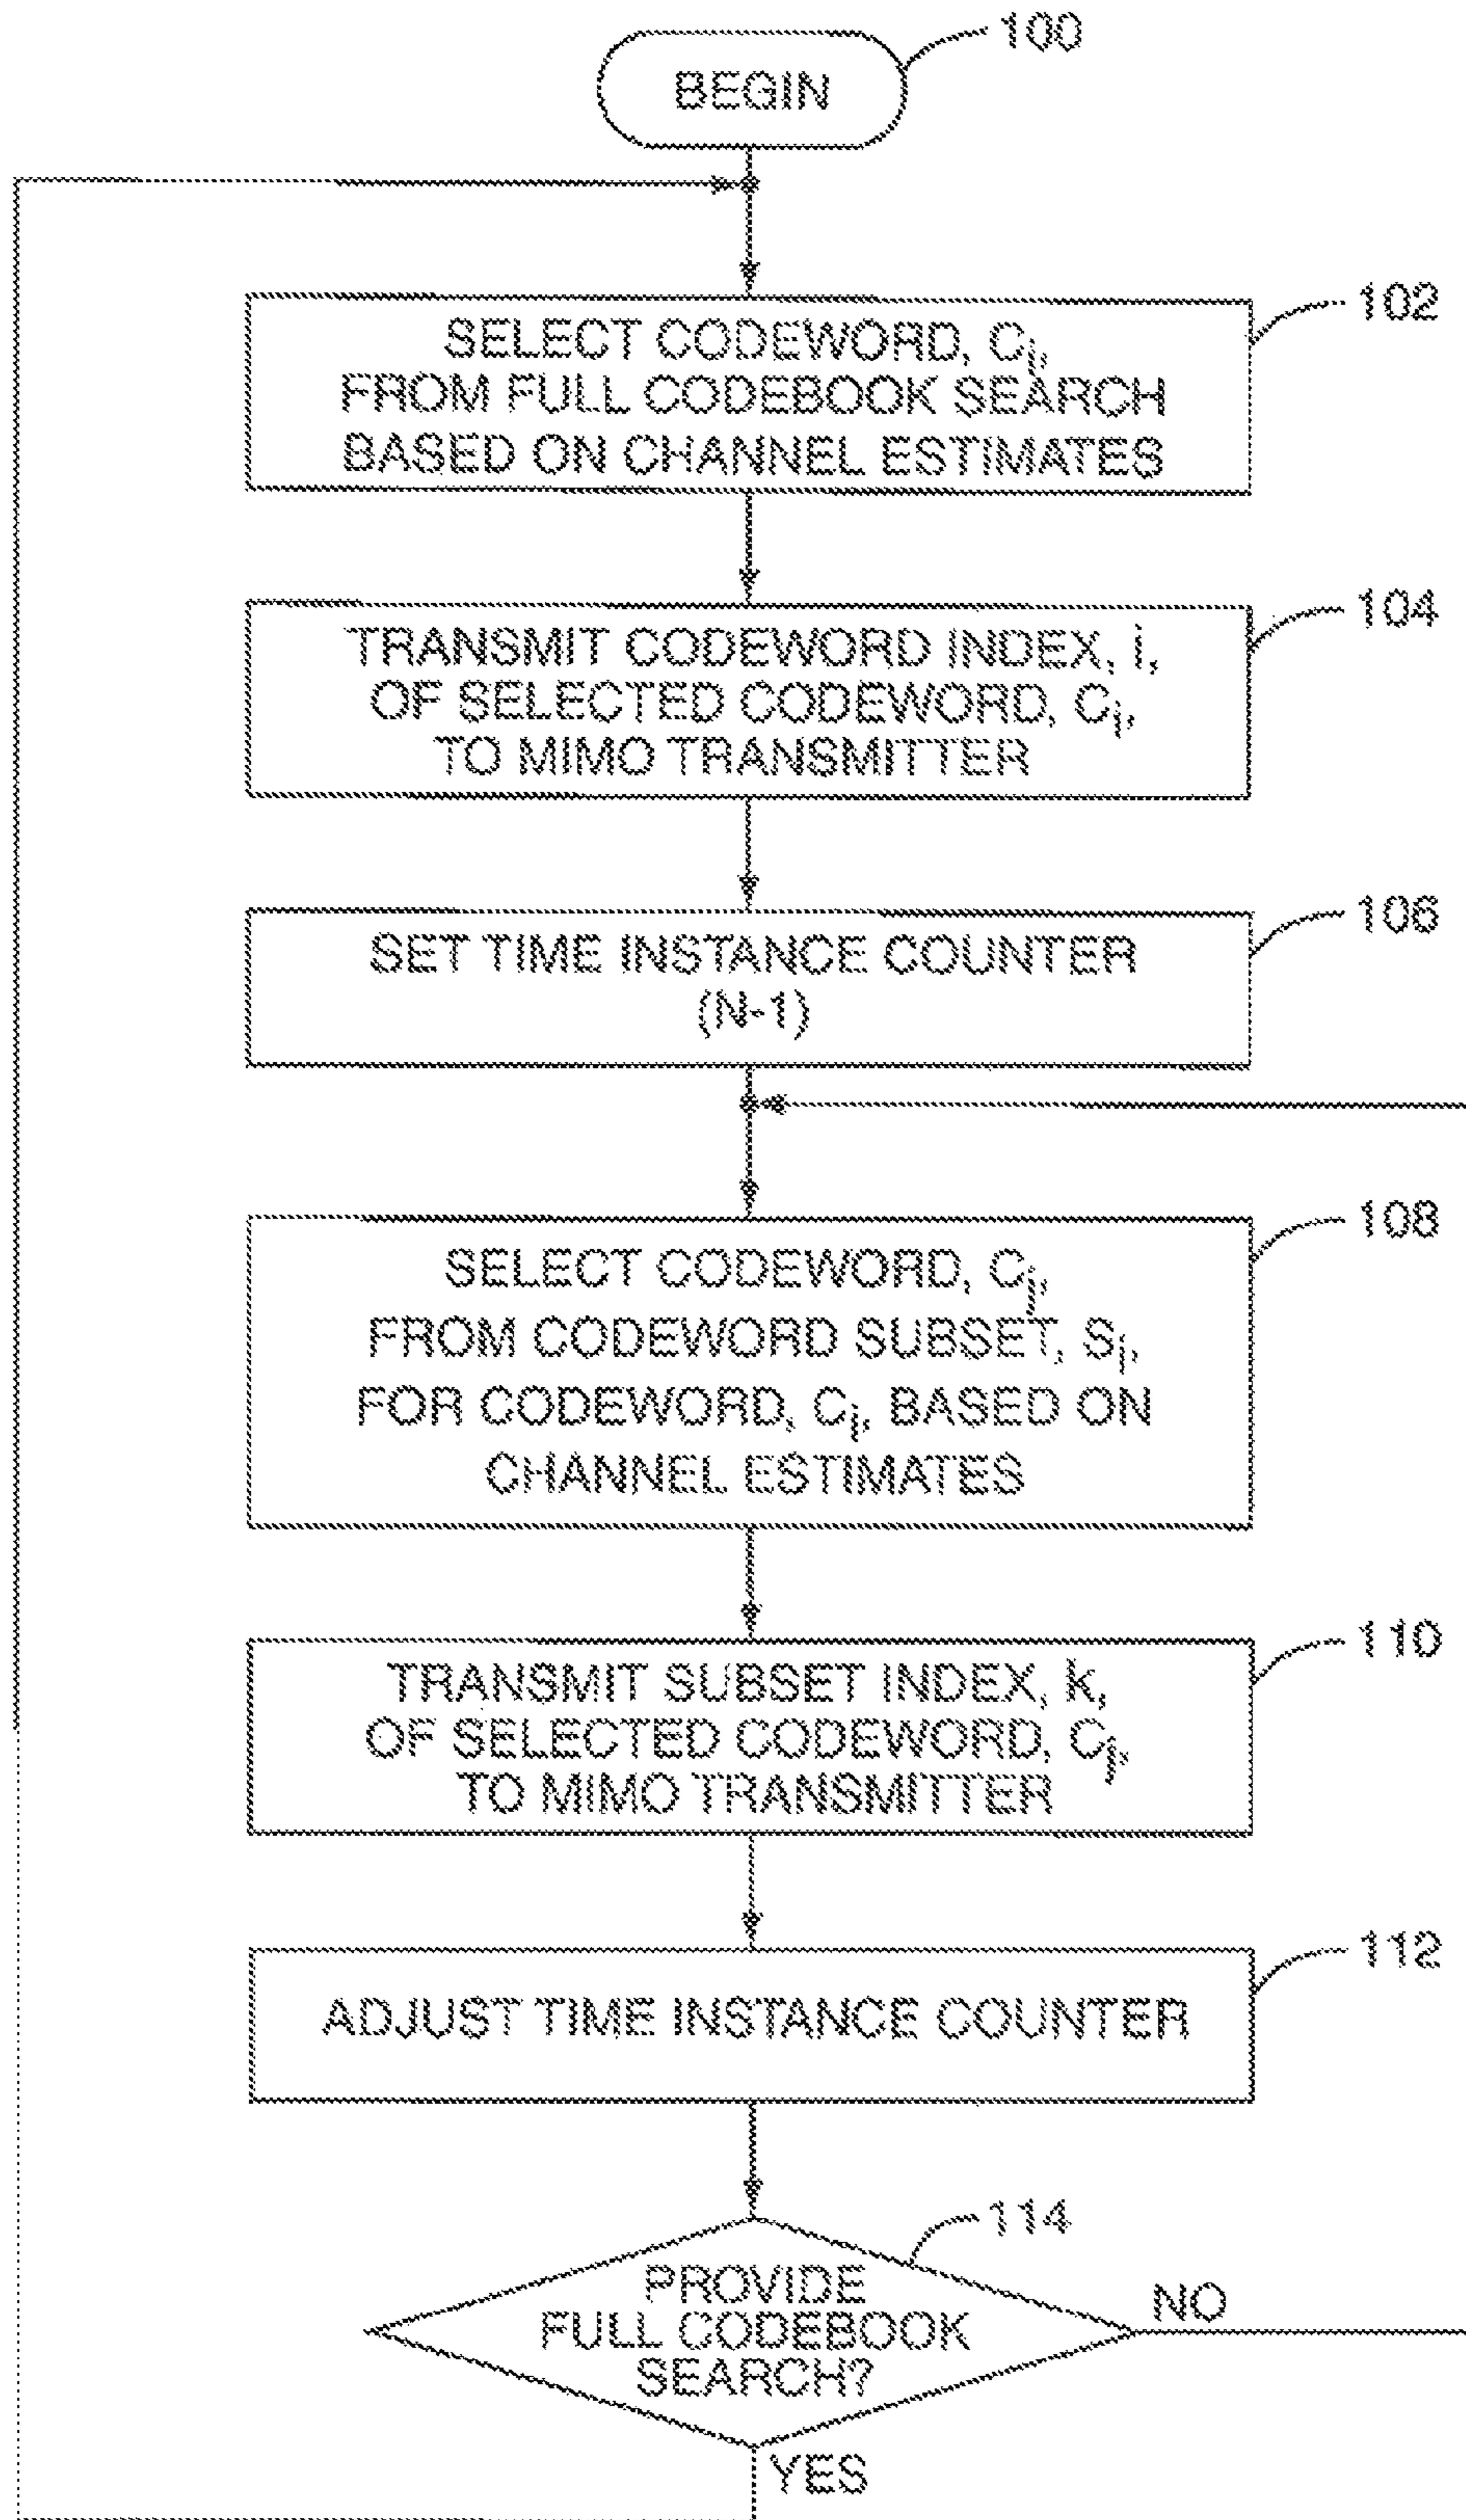 100
BEGIN
102
SELECT CODEWORD, Ci,
FROM FULL CODEBOOK SEARCH
BASED ON CHANNEL ESTIMATES
104
TRANSMIT CODEWORD INDEX, i,
OF SELECTED CODEWORD, Ci,
TO MIMO TRANSMITTER
106
SET TIME INSTANCE COUNTER
(N-1)
108
SELECT CODEWORD, Cj,
FROM CODEWORD SUBSET, Si,
FOR CODEWORD, Ci, BASED ON
CHANNEL ESTIMATES
110
TRANSMIT SUBSET INDEX, k,
OF SELECTED CODEWORD, Cj,
TO MIMO TRANSMITTER
112
ADJUST TIME INSTANCE COUNTER
114
PROVIDE
FULL CODEBOOK
SEARCH?
NO
YES